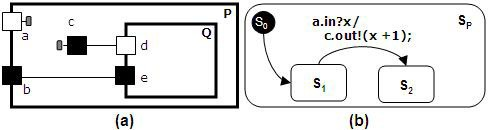 P
a
c
Q
d
b
e
(a)
S0
a.in?x/
c.out!(x +1);
SP
S1
S2
(b)